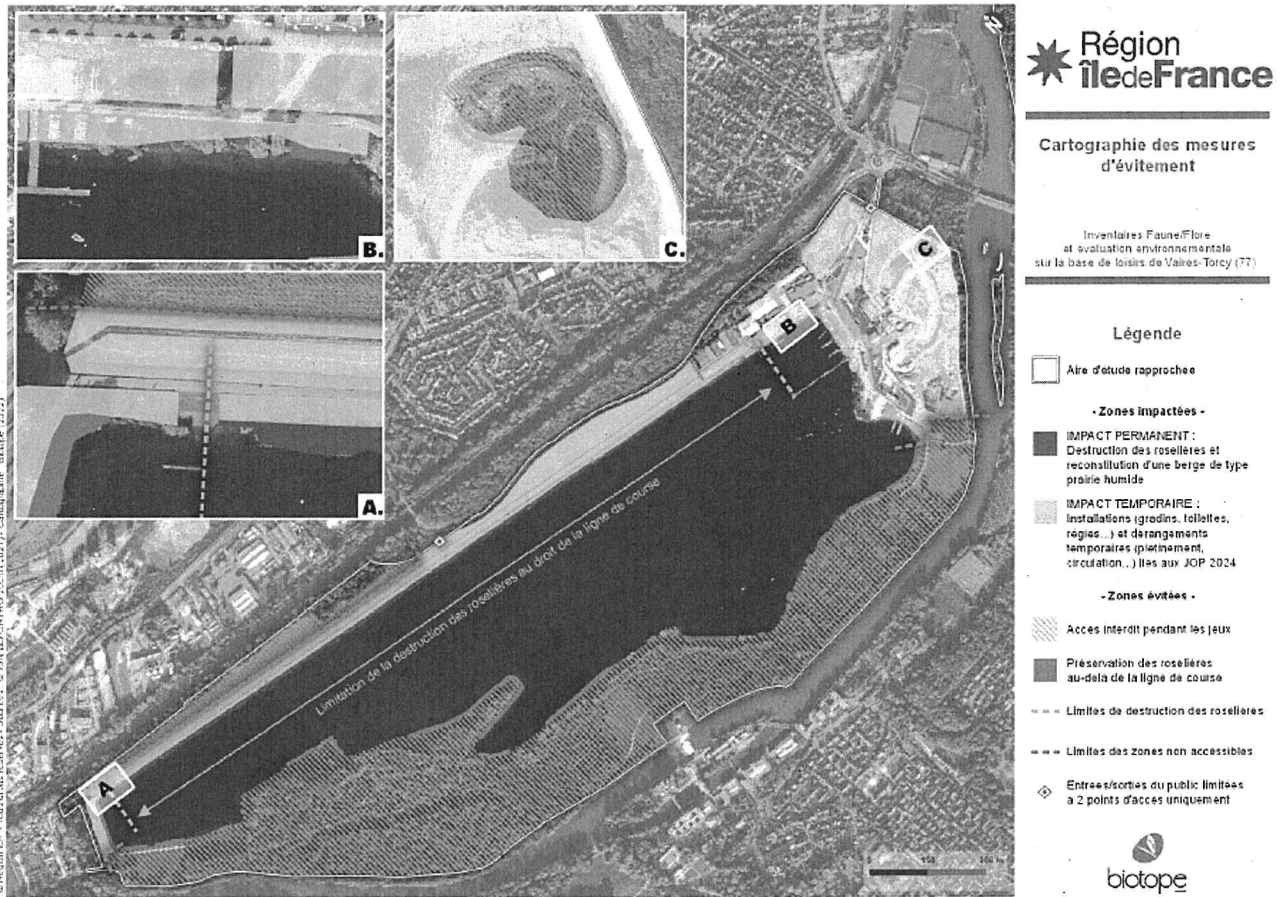 B.
C.
A.
N
Limitation de la destruction des roselières au droit de la ligne de course
A
B
C
0
150
Région
îledeFrance
Cartographie des mesures
d'évitement
Inventaires Faune/Flore
et évaluation environnementale
sur la base de loisirs de Vaires-Torcy (77)
Légende
Aire d'étude rapprochée
- Zones impactées -
IMPACT PERMANENT :
Destruction des roselières et
reconstitution d'une berge de type
prairie humide
IMPACT TEMPORAIRE :
Installations (gradins, toilettes,
régies...) et dérangements
temporaires (piétinement,
circulation...) liés aux JOP 2024
- Zones évitées -
Accès interdit pendant les jeux
Préservation des roselières
au-delà de la ligne de course
Limites de destruction des roselières
Limites des zones non accessibles
Entrées/sorties du public limitées
à 2 points d'accès uniquement
biotope